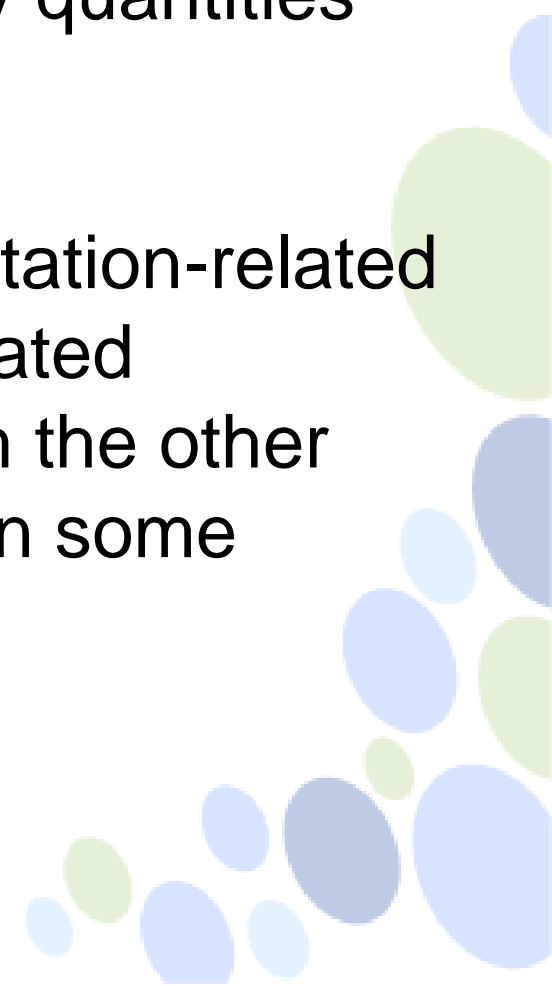 quantities
tation-related
ated
the other
some